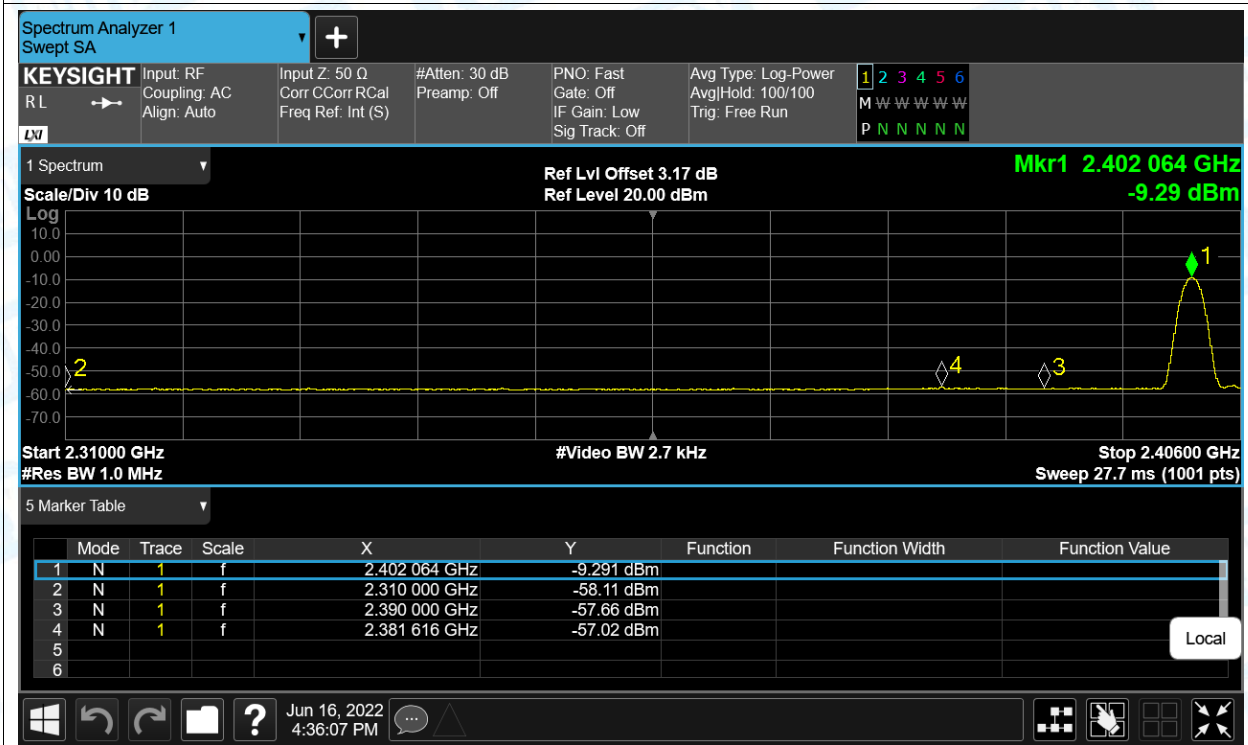 Spectrum Analyzer 1
Swept SA
KEYSIGHT Input: RF Input Z: 50 Ω #Atten: 30 dB PNO: Fast Avg Type: Log-Power 1 2 3 4 5 6
RL Coupling: AC Corr CCorr RCal Preamp: Off Gate: Off Avg|Hold: 100/100 M W W W W W
Align: Auto Freq Ref: Int (S) IF Gain: Low Trig: Free Run
LXI Sig Track: Off P N N N N N
1 Spectrum Ref Lvl Offset 3.17 dB Mkr1 2.402 064 GHz
Scale/Div 10 dB Ref Level 20.00 dBm -9.29 dBm
Log
10.0
0.00 1
-10.0
-20.0
-30.0
-40.0
-50.0 2 4 3
-60.0
-70.0
Start 2.31000 GHz #Video BW 2.7 kHz Stop 2.40600 GHz
#Res BW 1.0 MHz Sweep 27.7 ms (1001 pts)
5 Marker Table
Mode Trace Scale X Y Function Function Width Function Value
1 N 1 f 2.402 064 GHz -9.291 dBm
2 N 1 f 2.310 000 GHz -58.11 dBm
3 N 1 f 2.390 000 GHz -57.66 dBm
4 N 1 f 2.381 616 GHz -57.02 dBm
5
6
Local
? Jun 16, 2022
4:36:07 PM